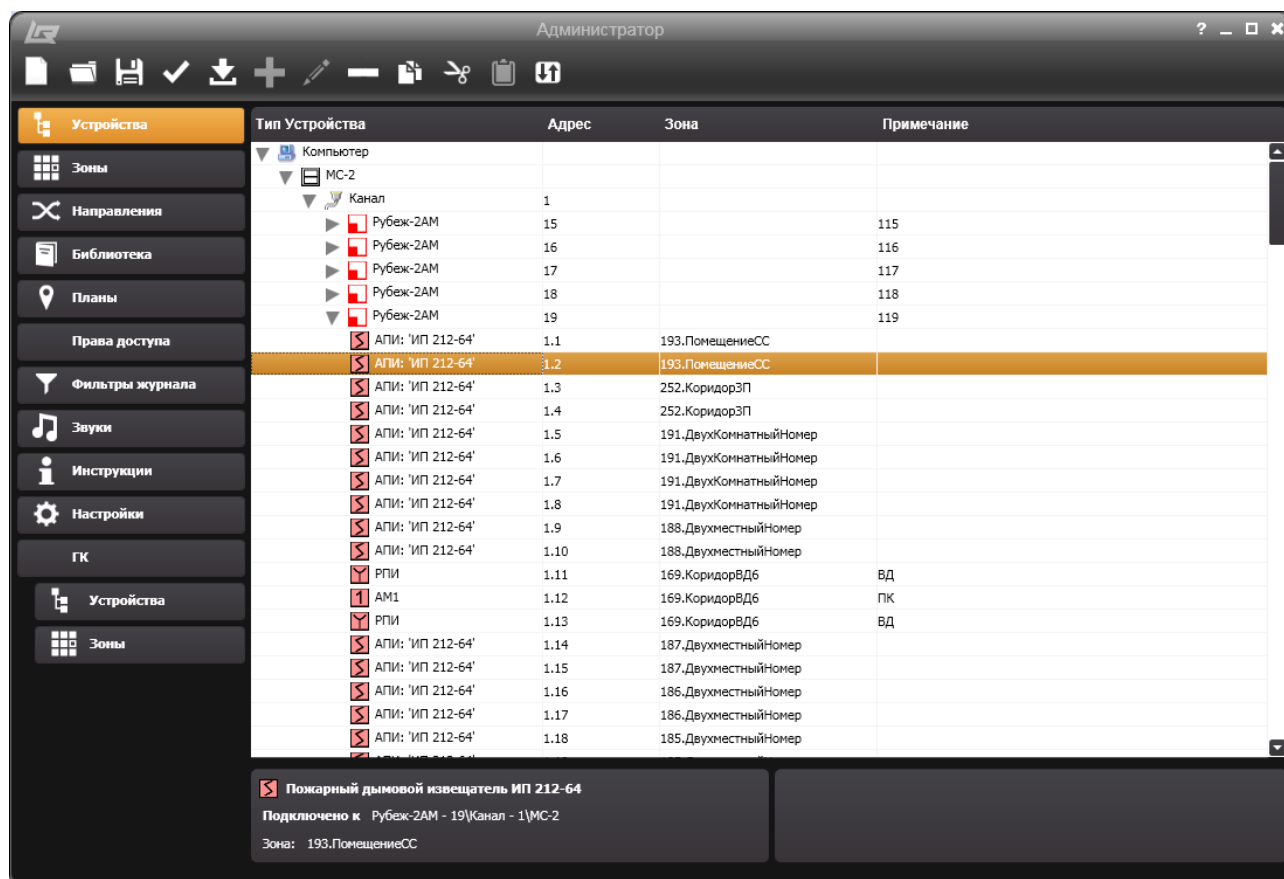 Администратор
?
Устройства
Зоны
Направления
Библиотека
Планы
Права доступа
Фильтры журнала
Звуки
Инструкции
Настройки
ГК
Устройства
Зоны
Тип Устройства Адрес Зона Примечание
Компьютер
МС-2
Канал 1
Рубеж-2АМ 15 115
Рубеж-2АМ 16 116
Рубеж-2АМ 17 117
Рубеж-2АМ 18 118
Рубеж-2АМ 19 119
АПИ: 'ИП 212-64' 1.1 193.ПомещениеСС
АПИ: 'ИП 212-64' 1.2 193.ПомещениеСС
АПИ: 'ИП 212-64' 1.3 252.КоридорЗП
АПИ: 'ИП 212-64' 1.4 252.КоридорЗП
АПИ: 'ИП 212-64' 1.5 191.ДвухКомнатныйНомер
АПИ: 'ИП 212-64' 1.6 191.ДвухКомнатныйНомер
АПИ: 'ИП 212-64' 1.7 191.ДвухКомнатныйНомер
АПИ: 'ИП 212-64' 1.8 191.ДвухКомнатныйНомер
АПИ: 'ИП 212-64' 1.9 188.ДвухместныйНомер
АПИ: 'ИП 212-64' 1.10 188.ДвухместныйНомер
РПИ 1.11 169.КоридорВД6 ВД
1 АМ1 1.12 169.КоридорВД6 ПК
РПИ 1.13 169.КоридорВД6 ВД
АПИ: 'ИП 212-64' 1.14 187.ДвухместныйНомер
АПИ: 'ИП 212-64' 1.15 187.ДвухместныйНомер
АПИ: 'ИП 212-64' 1.16 186.ДвухместныйНомер
АПИ: 'ИП 212-64' 1.17 186.ДвухместныйНомер
АПИ: 'ИП 212-64' 1.18 185.ДвухместныйНомер
Пожарный дымовой извещатель ИП 212-64
Подключено к Рубеж-2АМ - 19\Канал - 1\МС-2
Зона: 193.ПомещениеСС